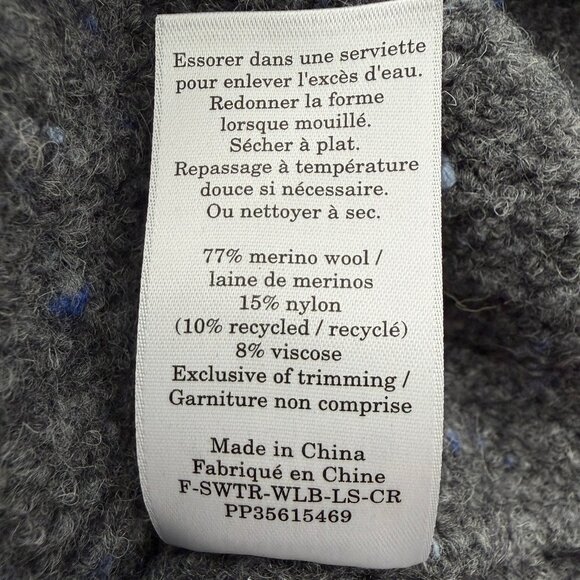 Essorer dans une serviette
pour enlever l'excès d'eau.
Redonner la forme
lorsque mouillé.
Sécher à plat.
Repassage à température
douce si nécessaire.
Ou nettoyer à sec.
77% merino wool /
laine de merinos
15% nylon
(10% recycled / recyclé)
8% viscose
Exclusive of trimming /
Garniture non comprise
Made in China
Fabriqué en Chine
F-SWTR-WLB-LS-CR
PP35615469